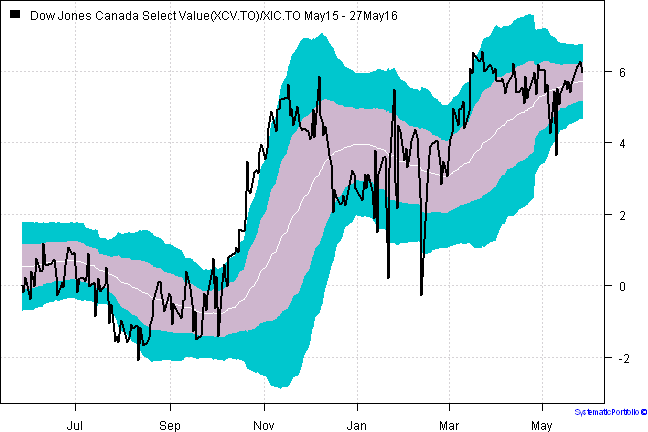 Dow Jones Canada Select Value(XCV.TO)/XIC.TO May15 - 27May16
6
4
2
0
-2
Jul Sep Nov Jan Mar May
SystematicPortfolio ©